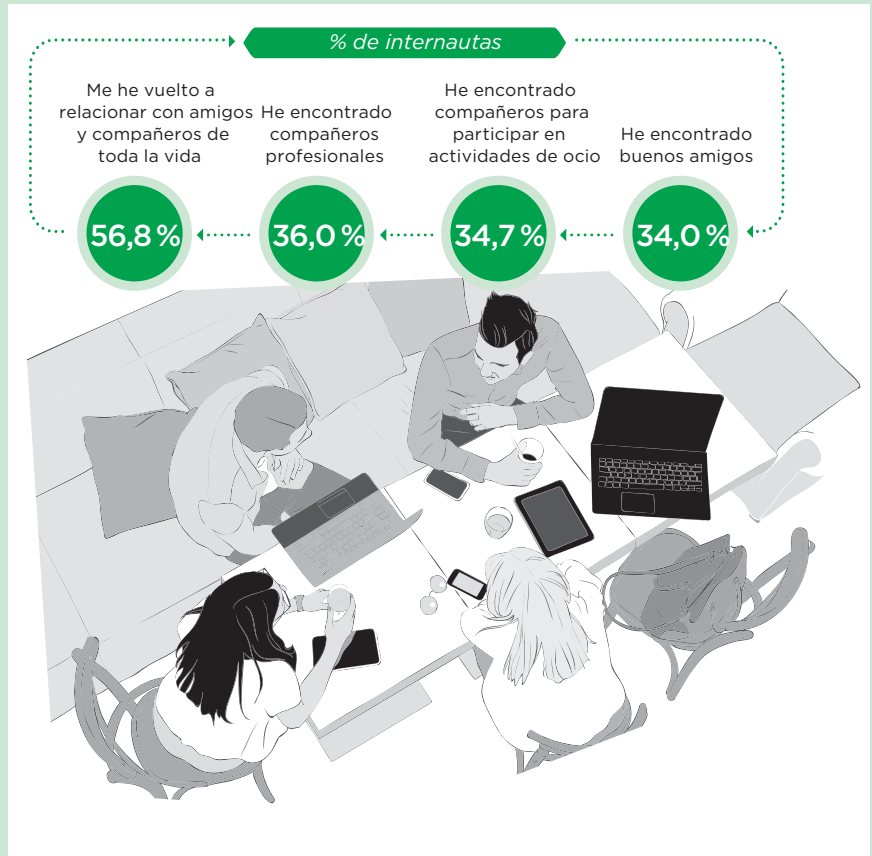 % de internautas
Me he vuelto a
relacionar con amigos
y compañeros de
toda la vida
He encontrado
compañeros
profesionales
He encontrado
compañeros para
participar en
actividades de ocio
He encontrado
buenos amigos
56,8 %
36,0 %
34,7 %
34,0 %